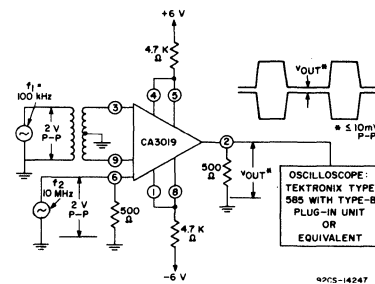 +6 V
4.7 K
Ω
VOUT*
* ≤ 10mV
P-P
f1 =
100 kHz
2 V
P-P
3
4
5
CA3019
2
9
6
f2
10 MHz
2 V
P-P
500
Ω
1
8
500
Ω
VOUT*
4.7 K
Ω
-6 V
OSCILLOSCOPE:
TEKTRONIX TYPE
585 WITH TYPE-8
PLUG-IN UNIT
OR
EQUIVALENT
92CS-14247